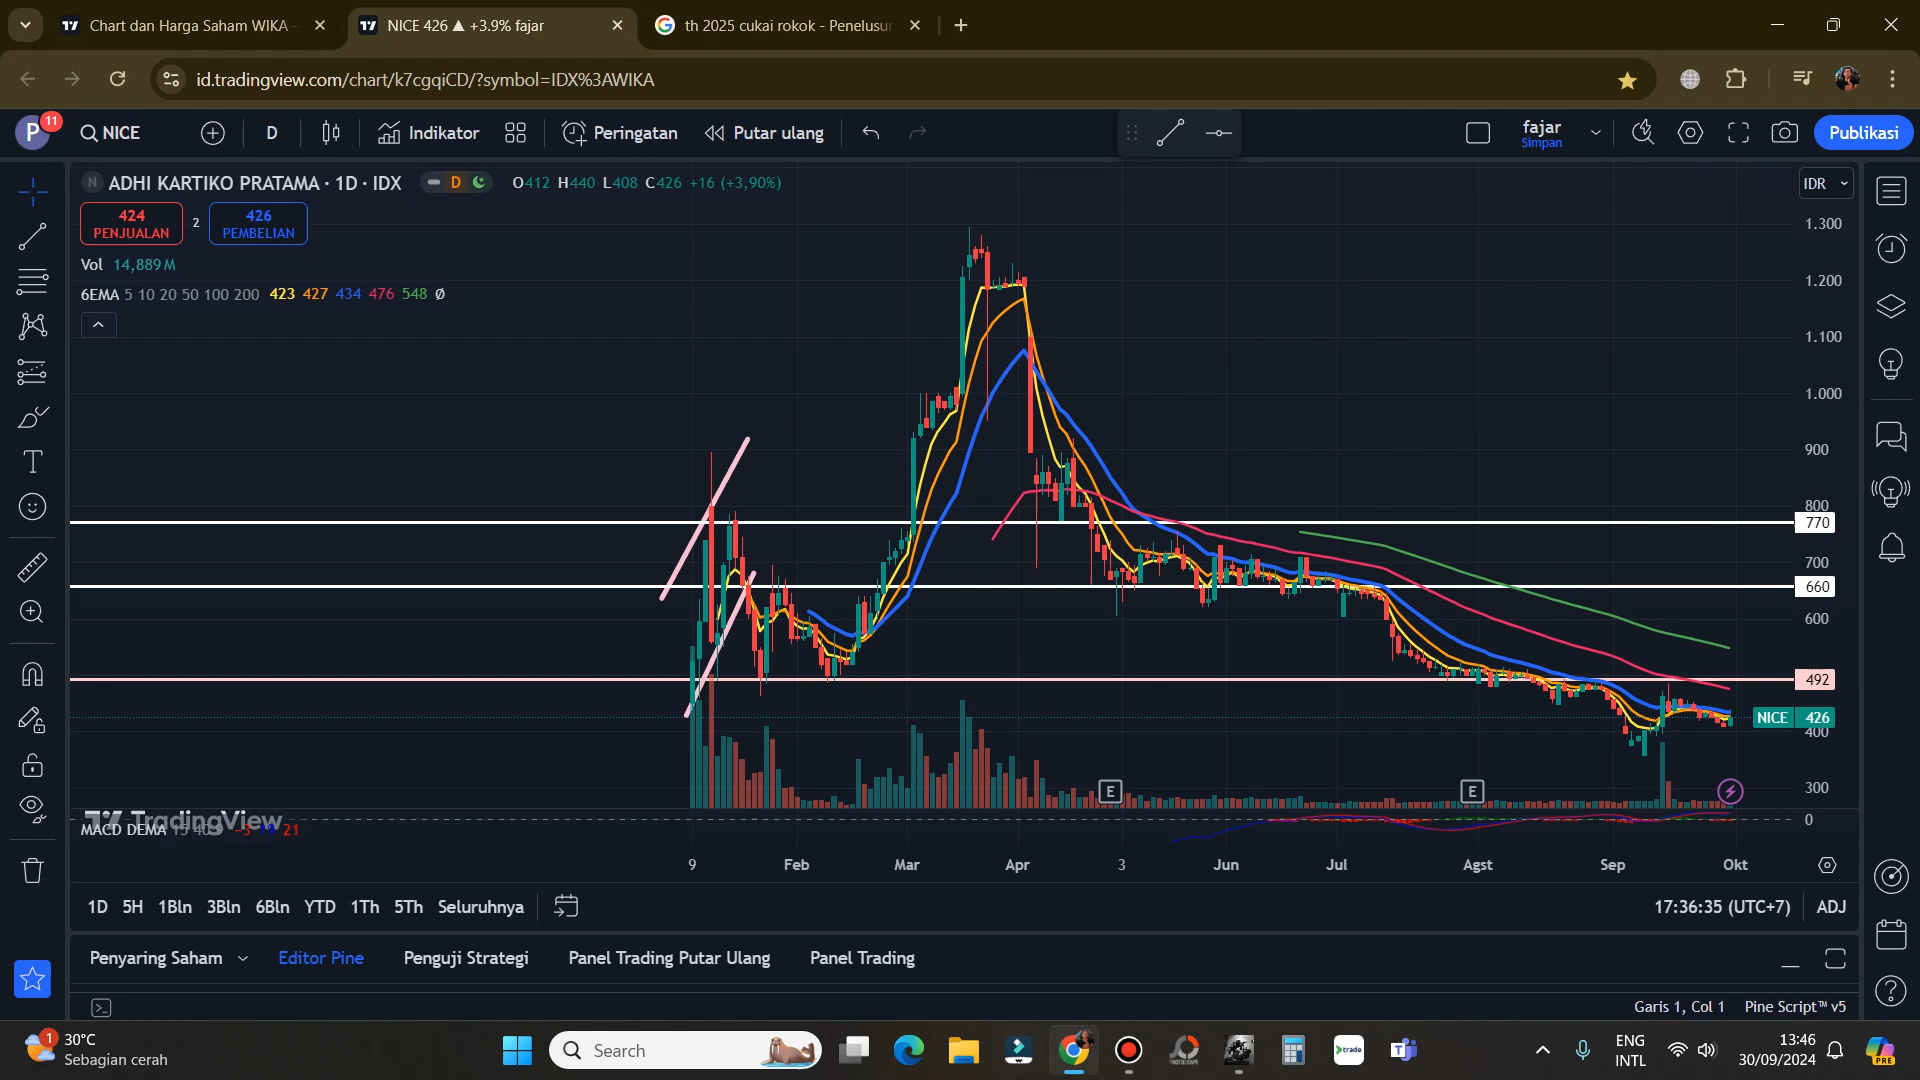 Chart dan Harga Saham WIKA –
NICE 426 ▲ +3.9% fajar
th 2025 cukai rokok - Penelusur
id.tradingview.com/chart/k7cgqiCD/?symbol=IDX%3AWIKA
P
11
NICE
D
Indikator
Peringatan
Putar ulang
fajar
Simpan
Publikasi
N
ADHI KARTIKO PRATAMA · 1D · IDX
D
O412 H440 L408 C426 +16 (+3,90%)
IDR
424
PENJUALAN
2
426
PEMBELIAN
Vol 14,889 M
6EMA 5 10 20 50 100 200 423 427 434 476 548 Ø
1.300
1.200
1.100
1.000
900
800
770
700
660
600
492
NICE 426
400
300
0
E
E
TradingView
MACD DEMA
21
9
Feb
Mar
Apr
3
Jun
Jul
Agst
Sep
Okt
1D 5H 1Bln 3Bln 6Bln YTD 1Th 5Th Seluruhnya
17:36:35 (UTC+7)
ADJ
Penyaring Saham
Editor Pine
Penguji Strategi
Panel Trading Putar Ulang
Panel Trading
Garis 1, Col 1
Pine Script™ v5
1
30°C
Sebagian cerah
Search
trade
ENG
INTL
13:46
30/09/2024
PRE